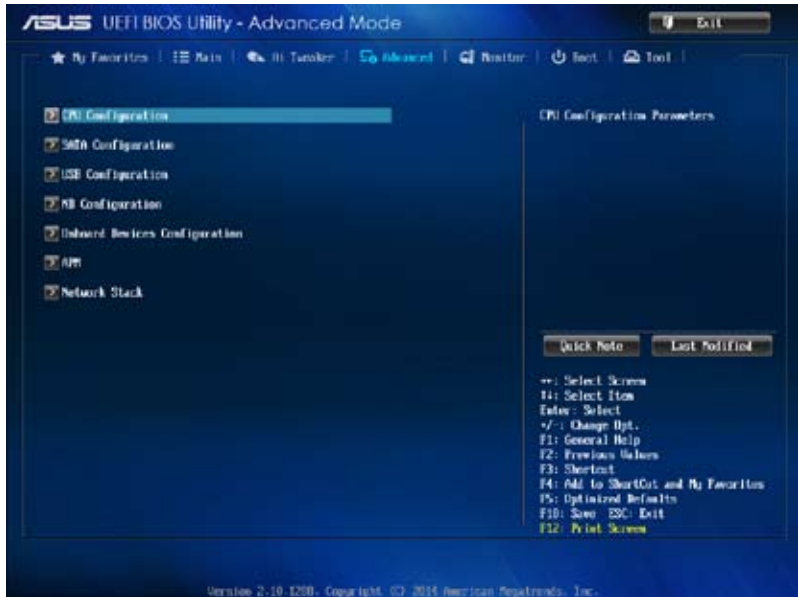 ASUS UEFI BIOS Utility - Advanced Mode
Exit
My Favorites | Main | Ai Tweaker | Advanced | Monitor | Boot | Tool
CPU Configuration
SATA Configuration
USB Configuration
NB Configuration
Onboard Devices Configuration
APM
Network Stack
CPU Configuration Parameters
Quick Note
Last Modified
→←: Select Screen
↑↓: Select Item
Enter: Select
+/-: Change Opt.
F1: General Help
F2: Previous Values
F3: Shortcut
F4: Add to ShortCut and My Favorites
F5: Optimized Defaults
F10: Save ESC: Exit
F12: Print Screen
Version 2.10.1208. Copyright (C) 2014 American Megatrends, Inc.